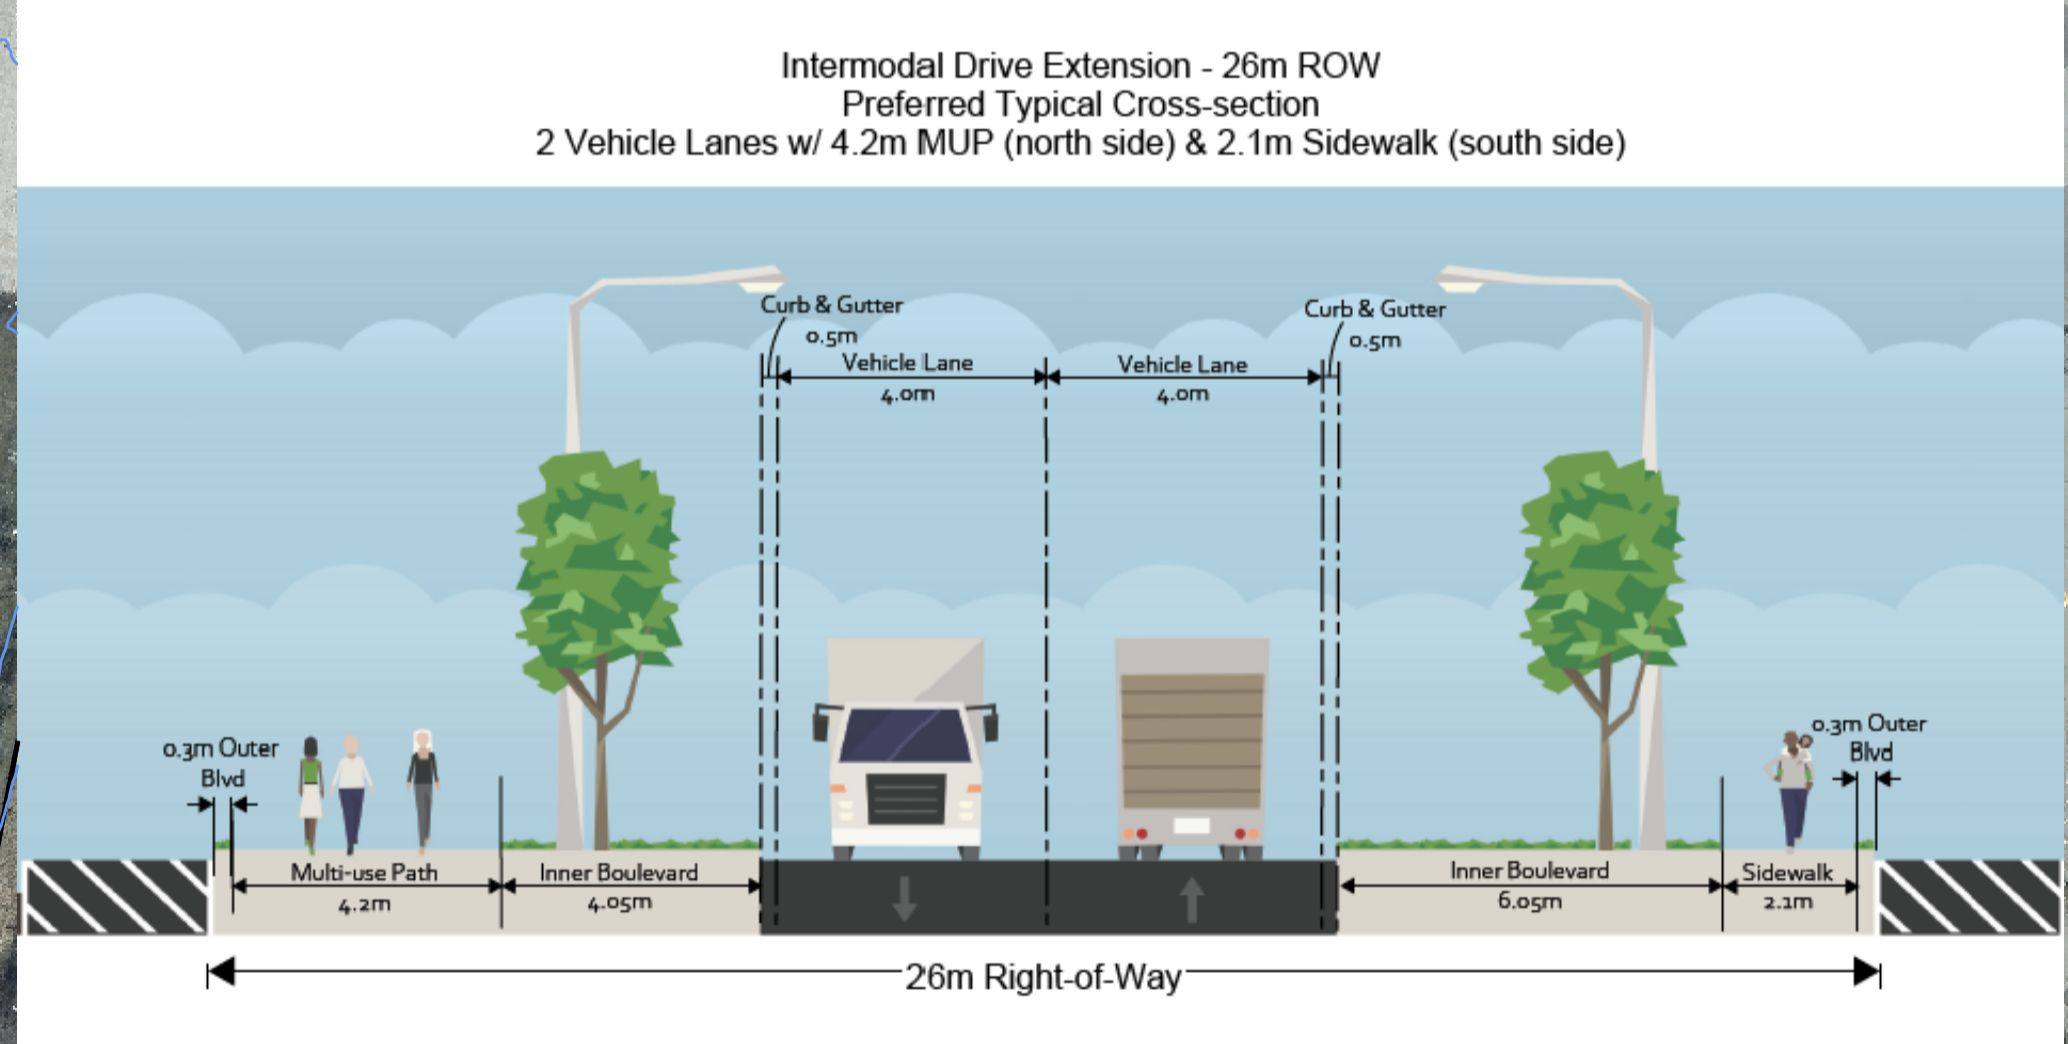 Intermodal Drive Extension - 26m ROW
Preferred Typical Cross-section
2 Vehicle Lanes w/ 4.2m MUP (north side) & 2.1m Sidewalk (south side)
Curb & Gutter
0.5m
Vehicle Lane
4.0m
Vehicle Lane
4.0m
Curb & Gutter
0.5m
0.3m Outer
Blvd
0.3m Outer
Blvd
Multi-use Path
4.2m
Inner Boulevard
4.05m
Inner Boulevard
6.05m
Sidewalk
2.1m
26m Right-of-Way